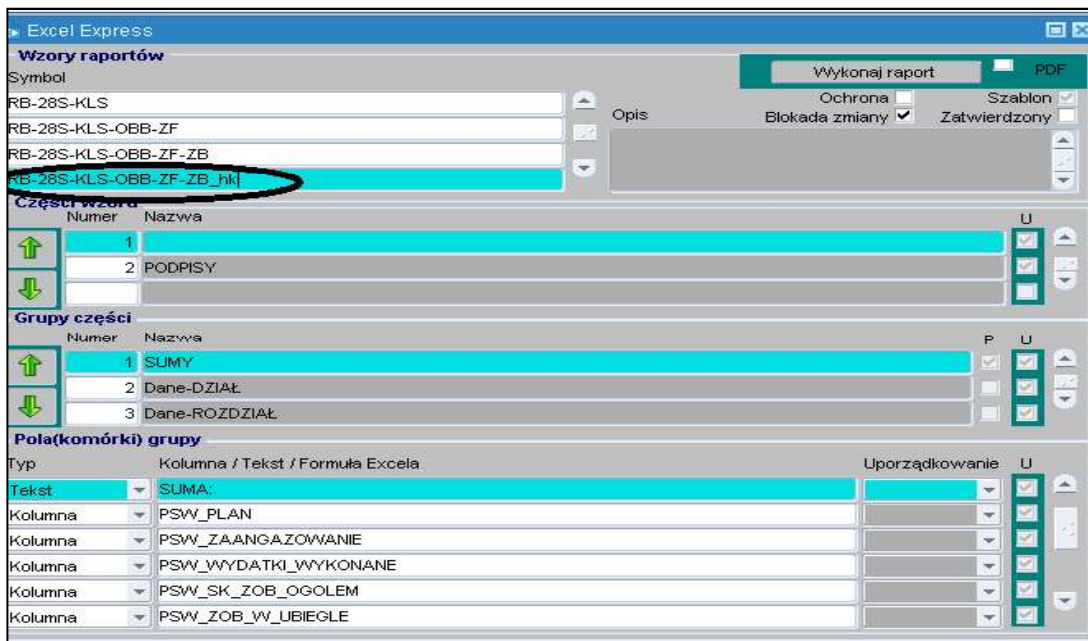 Excel Express
Wzory raportów
Symbol
Wykonaj raport PDF
RB-28S-KLS
Opis
Ochrona Szablon
Blokada zmiany Zatwierdzony
RB-28S-KLS-OBB-ZF
RB-28S-KLS-OBB-ZF-ZB
RB-28S-KLS-OBB-ZF-ZB_hk
Części wzoru
Numer Nazwa U
1
2 PODPISY
Grupy części
Numer Nazwa P U
1 SUMY
2 Dane-DZIAŁ
3 Dane-ROZDZIAŁ
Pola(komórki) grupy
Typ Kolumna / Tekst / Formuła Excela Uporządkowanie U
Tekst SUMA:
Kolumna PSW_PLAN
Kolumna PSW_ZAANGAZOWANIE
Kolumna PSW_WYDATKI_WYKONANE
Kolumna PSW_SK_ZOB_OGOLEM
Kolumna PSW_ZOB_W_UBIEGLE